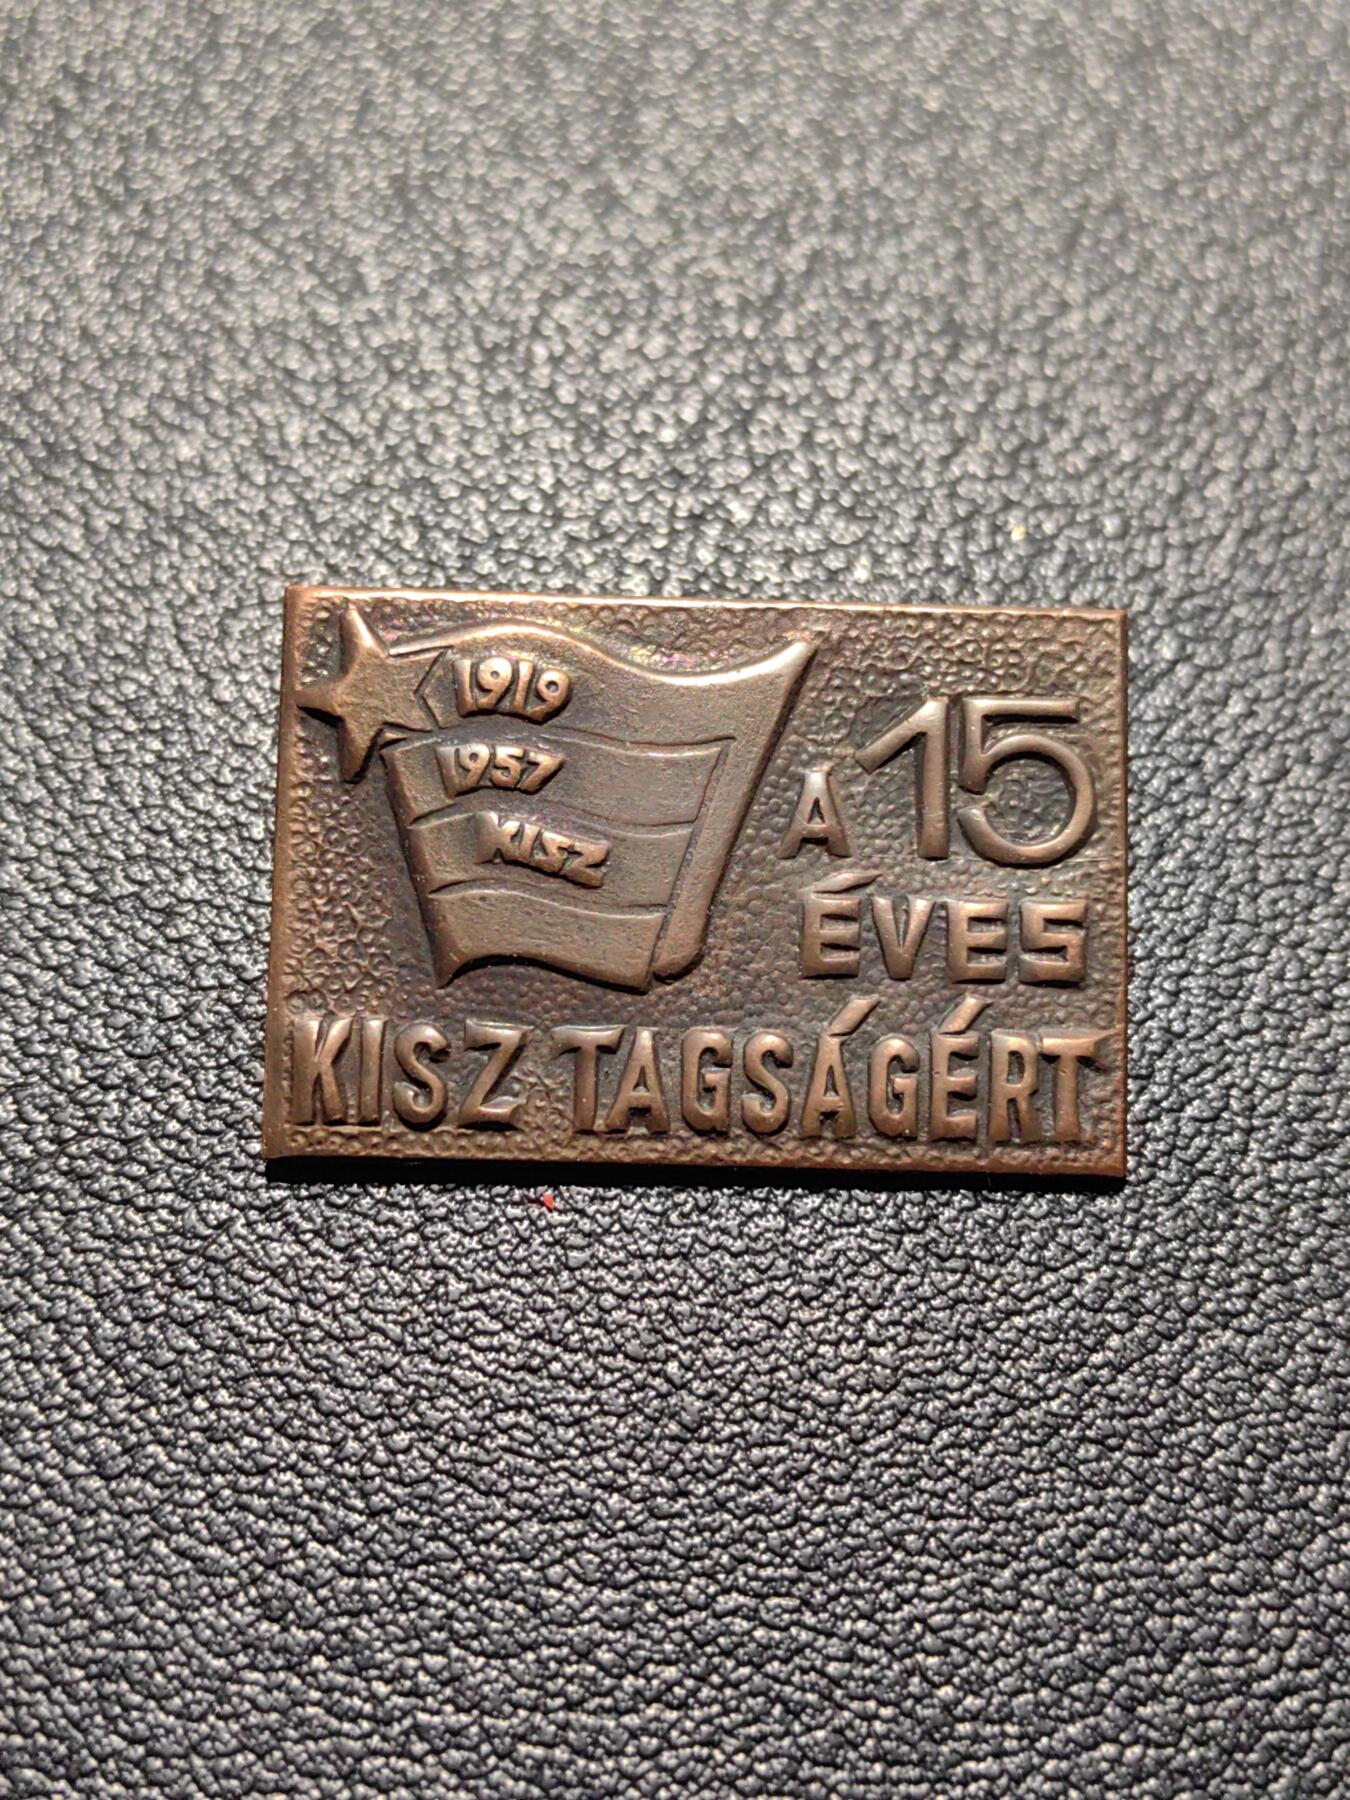 1919
1957
KISZ
A 15
ÉVES
KISZ TAGSÁGÉRT